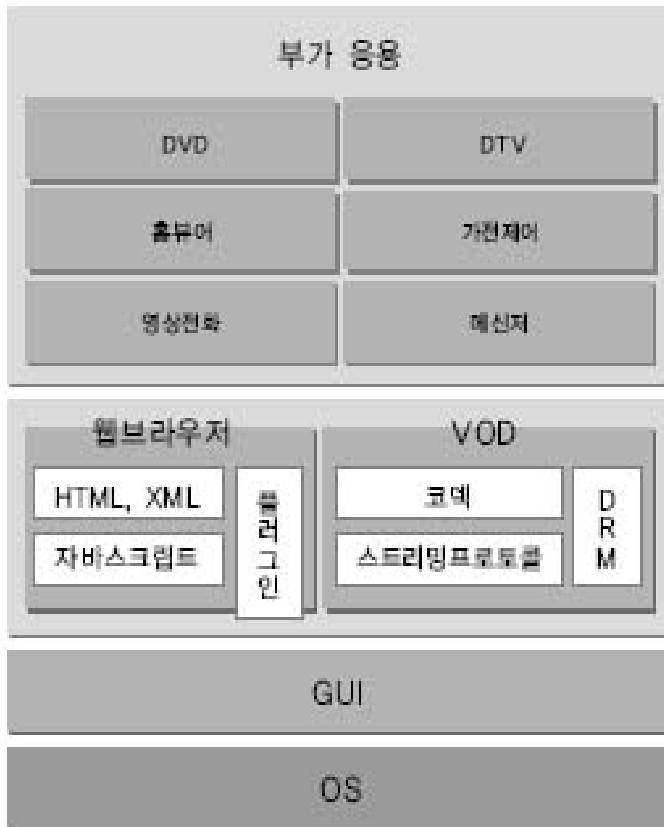 부가 응용
DVD
DTV
홈뷰어
가전제어
영상전화
메신저
웹브라우저
HTML, XML
자바스크립트
플러그인
VOD
코덱
스트리밍프로토콜
DRM
GUI
OS